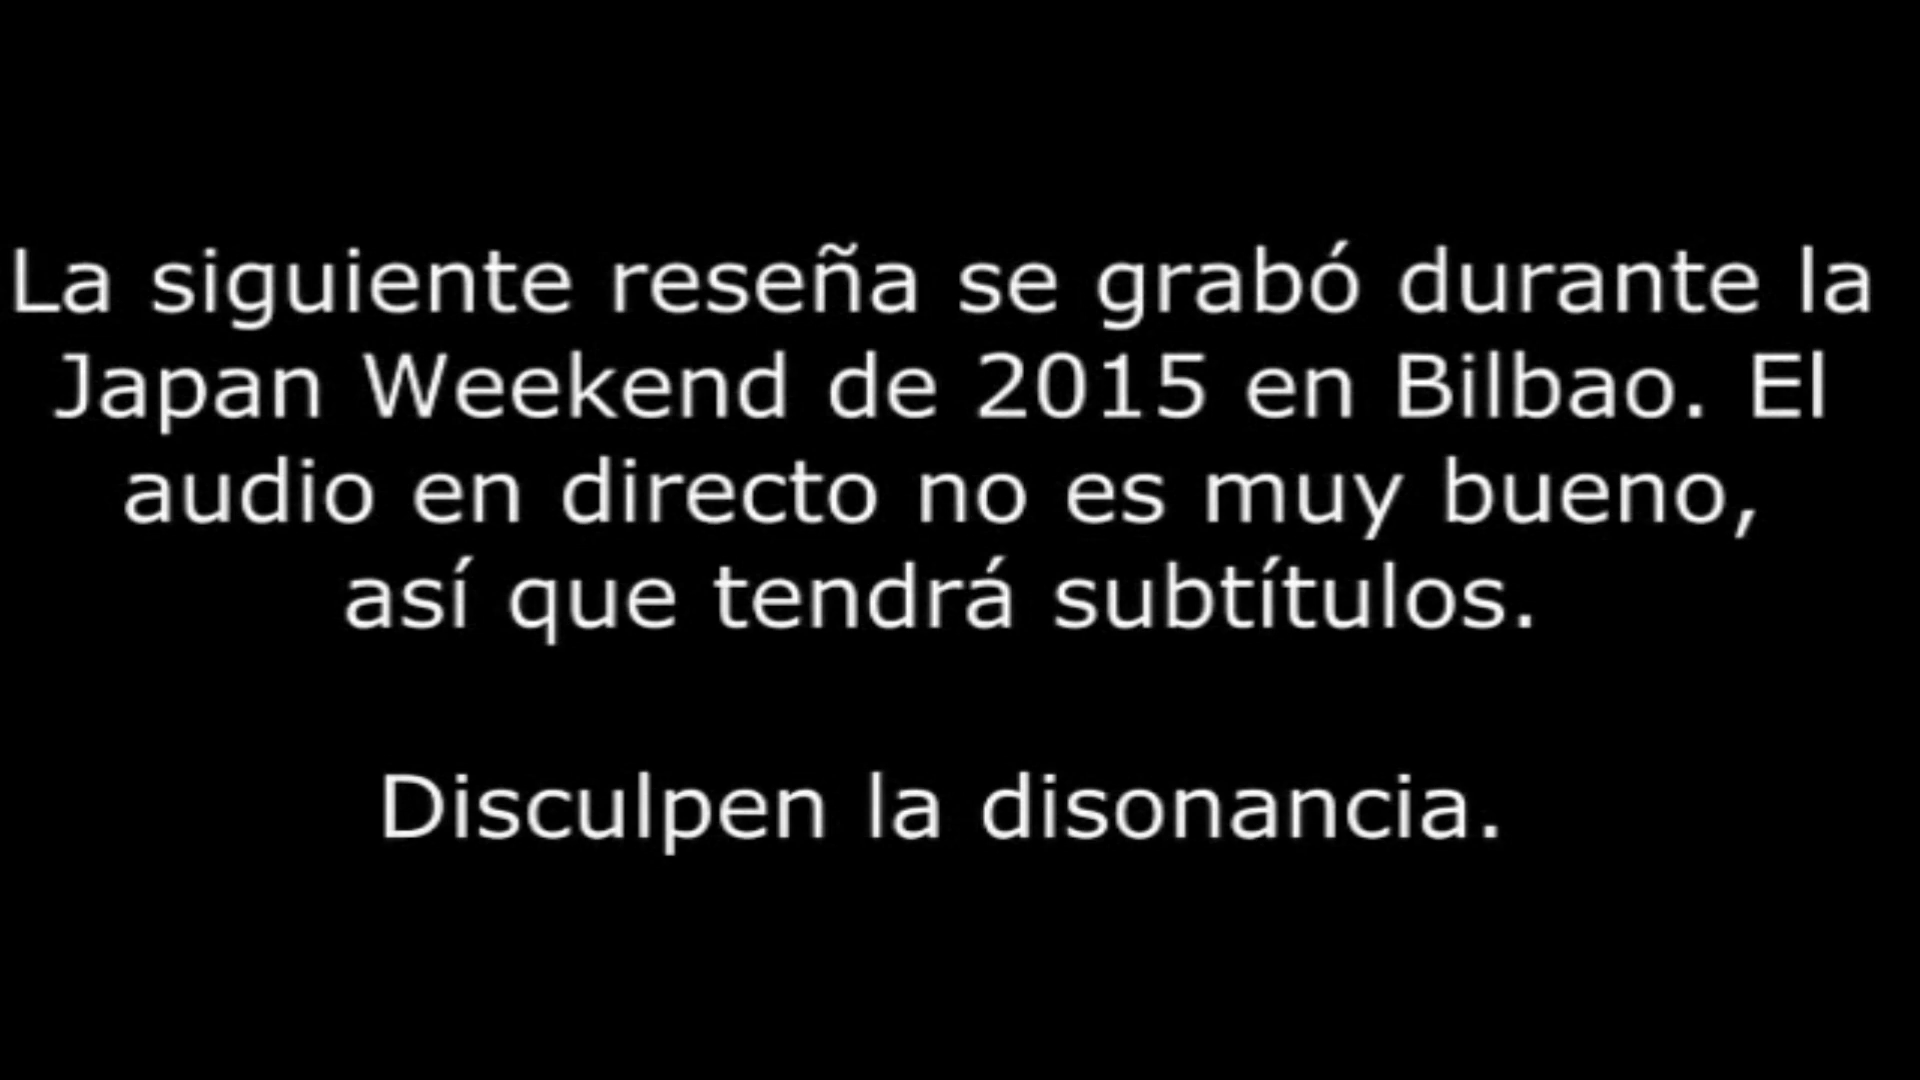 La siguiente reseña se grabó durante la
Japan Weekend de 2015 en Bilbao. El
audio en directo no es muy bueno,
así que tendrá subtítulos.
Disculpen la disonancia.